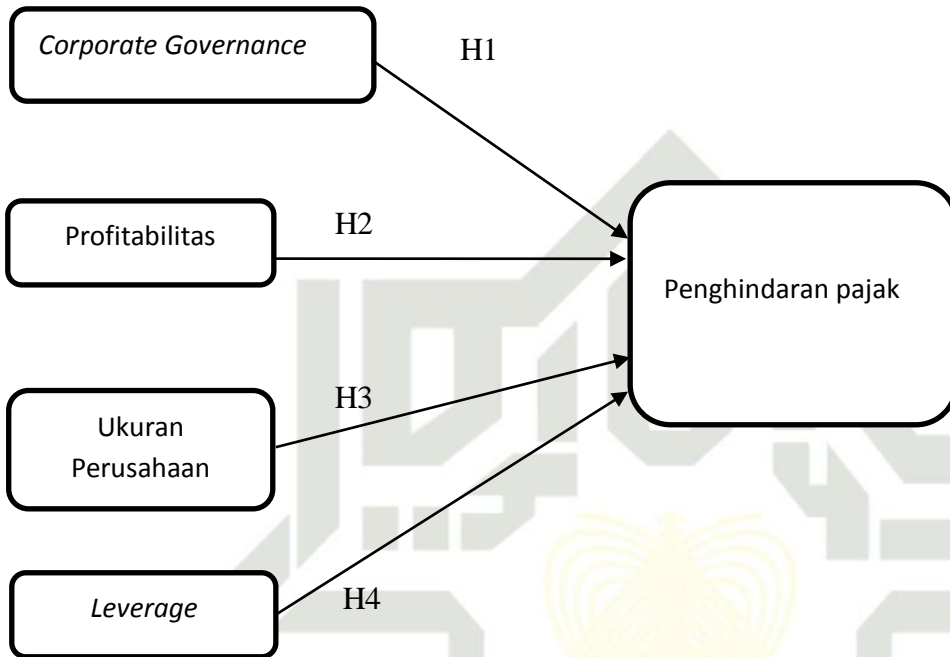 Corporate Governance
H1
Profitabilitas
H2
Penghindaran pajak
Ukuran
Perusahaan
H3
Leverage
H4